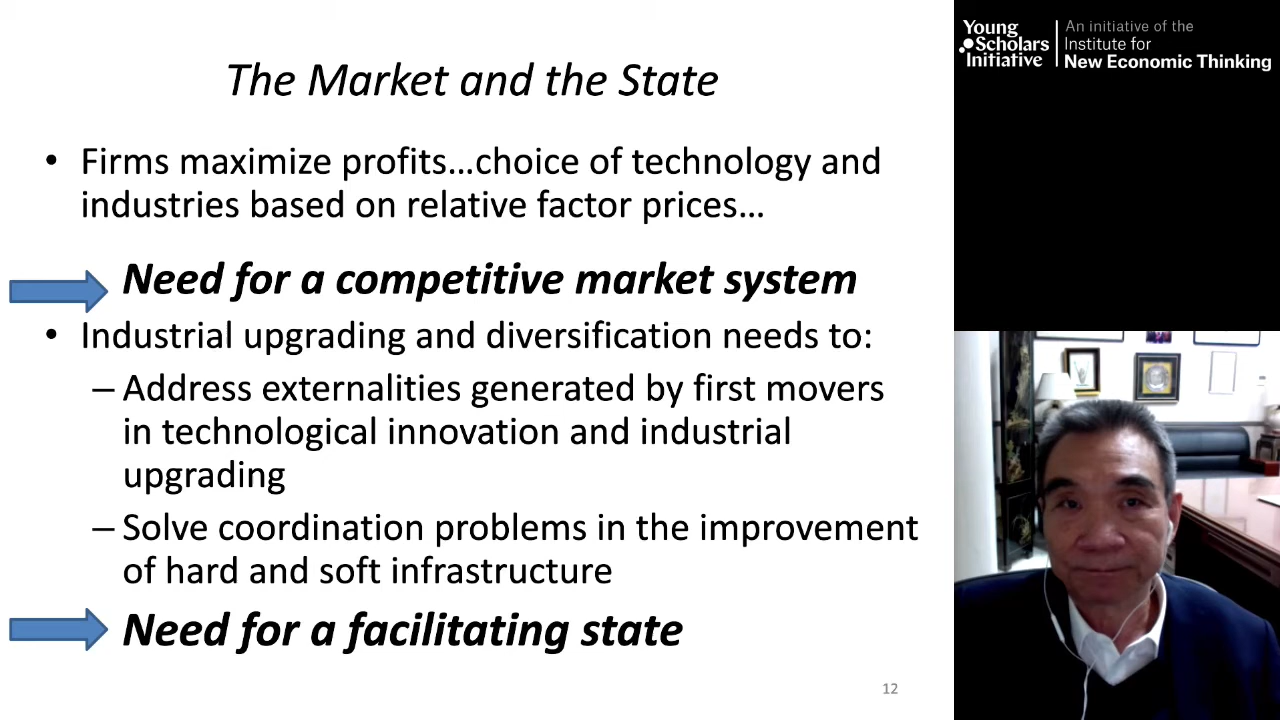 The Market and the State
• Firms maximize profits…choice of technology and
industries based on relative factor prices…
Need for a competitive market system
• Industrial upgrading and diversification needs to:
– Address externalities generated by first movers
in technological innovation and industrial
upgrading
– Solve coordination problems in the improvement
of hard and soft infrastructure
Need for a facilitating state
12
Young
Scholars
Initiative
An initiative of the
Institute for
New Economic Thinking